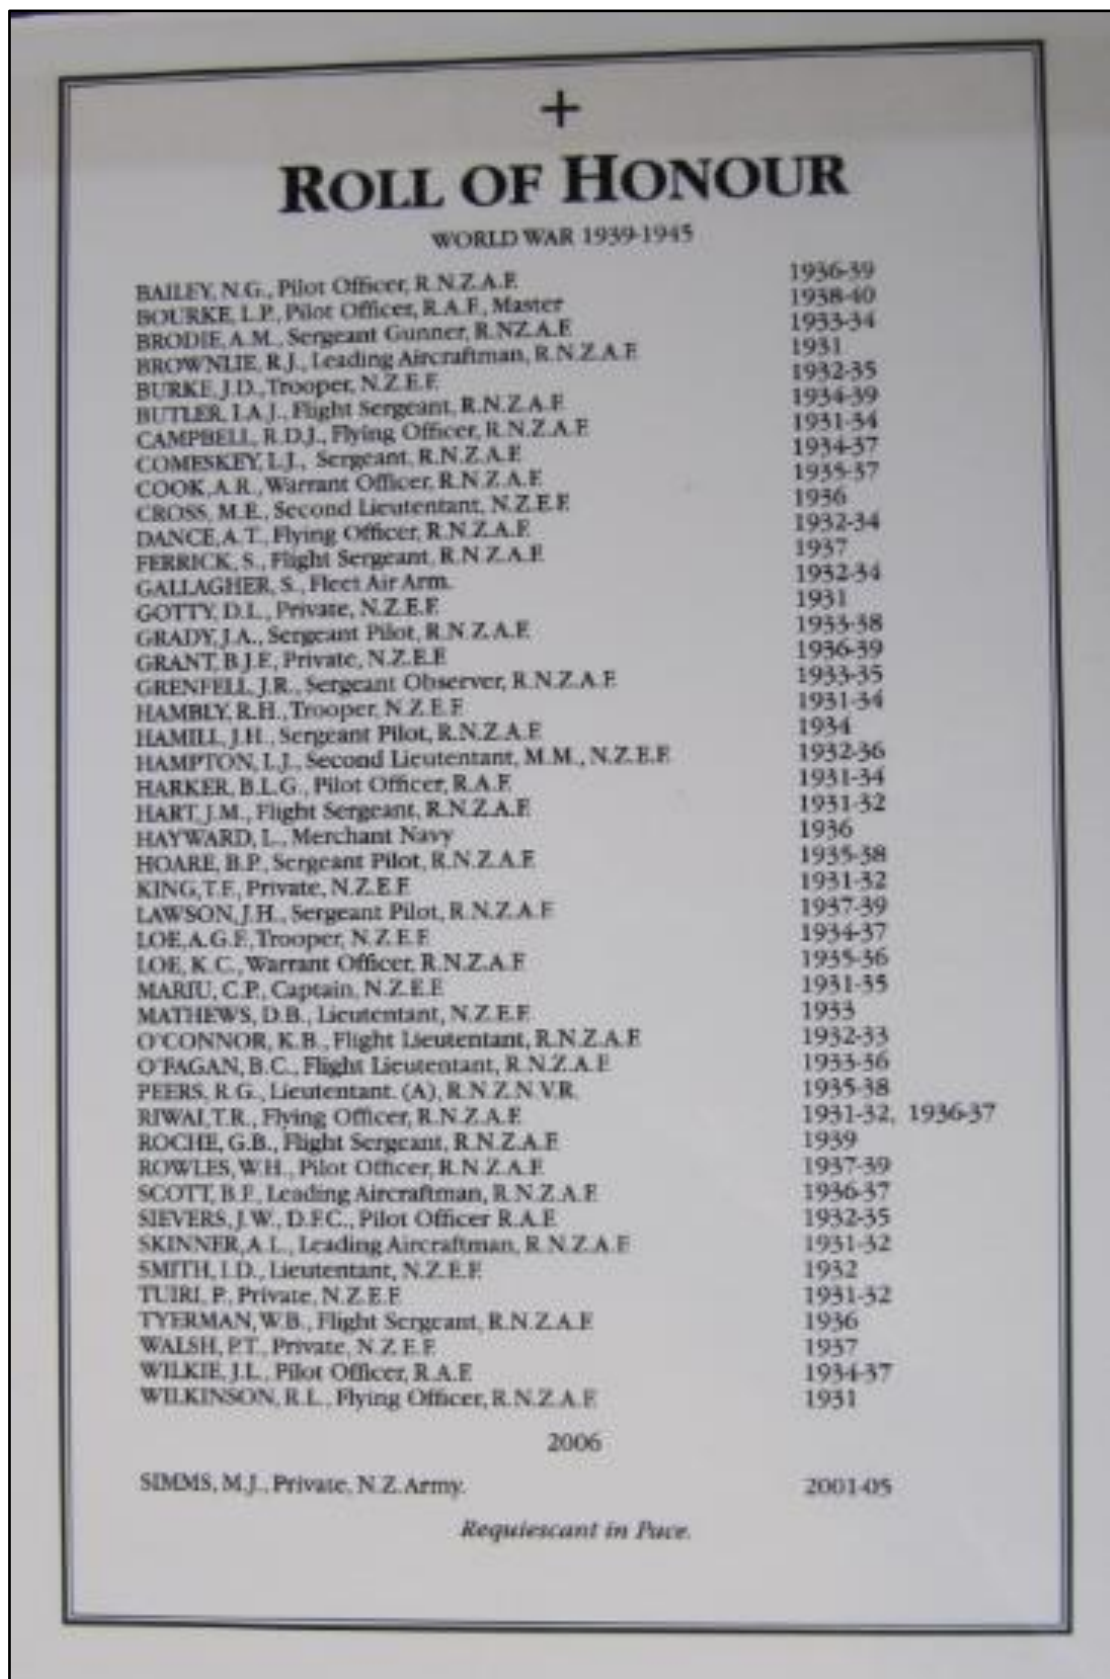 ROLL OF HONOUR
WORLD WAR 1939-1945
BAILEY, N.G., Pilot Officer, R.N.Z.A.F. 1936-39
BOURKE, L.P., Pilot Officer, R.A.F., Master 1938-40
BRODIE, A.M., Sergeant Gunner, R.NZ.A.F. 1933-34
BROWNLIE, R.J., Leading Aircraftman, R.N.Z.A.F. 1931
BURKE, J.D., Trooper, N.Z.E.F. 1932-35
BUTLER, I.A.J., Flight Sergeant, R.N.Z.A.F. 1934-39
CAMPBELL, R.D.J., Flying Officer, R.N.Z.A.F. 1931-34
COMESKEY, L.J., Sergeant, R.N.Z.A.F. 1934-37
COOK, A.R., Warrant Officer, R.N.Z.A.F. 1935-37
CROSS, M.E., Second Lieutentant, N.Z.E.F. 1936
DANCE, A.T., Flying Officer, R.N.Z.A.F. 1932-34
FERRICK, S., Flight Sergeant, R.N.Z.A.F. 1937
GALLAGHER, S., Fleet Air Arm. 1932-34
GOTTY, D.L., Private, N.Z.E.F. 1931
GRADY, J.A., Sergeant Pilot, R.N.Z.A.F. 1933-38
GRANT, B.J.F., Private, N.Z.E.F. 1936-39
GRENFELL, J.R., Sergeant Observer, R.N.Z.A.F. 1933-35
HAMBLY, R.H., Trooper, N.Z.E.F. 1931-34
HAMILL, J.H., Sergeant Pilot, R.N.Z.A.F. 1934
HAMPTON, L.J., Second Lieutentant, M.M., N.Z.E.F. 1932-36
HARKER, B.L.G., Pilot Officer, R.A.F. 1931-34
HART, J.M., Flight Sergeant, R.N.Z.A.F. 1931-32
HAYWARD, L., Merchant Navy 1936
HOARE, B.P., Sergeant Pilot, R.N.Z.A.F. 1935-38
KING, T.F., Private, N.Z.E.F. 1931-32
LAWSON, J.H., Sergeant Pilot, R.N.Z.A.F. 1937-39
LOE, A.G.F., Trooper, N.Z.E.F. 1934-37
LOE, K.C., Warrant Officer, R.N.Z.A.F. 1935-36
MARIU, C.P., Captain, N.Z.E.F. 1931-35
MATHEWS, D.B., Lieutentant, N.Z.E.F. 1933
O'CONNOR, K.B., Flight Lieutentant, R.N.Z.A.F. 1932-33
O'FAGAN, B.C., Flight Lieutentant, R.N.Z.A.F. 1933-36
PEERS, R.G., Lieutentant. (A), R.N.Z.N.V.R. 1935-38
RIWAI, T.R., Flying Officer, R.N.Z.A.F. 1931-32, 1936-37
ROCHE, G.B., Flight Sergeant, R.N.Z.A.F. 1939
ROWLES, W.H., Pilot Officer, R.N.Z.A.F. 1937-39
SCOTT, B.F., Leading Aircraftman, R.N.Z.A.F. 1936-37
SIEVERS, J.W., D.F.C., Pilot Officer R.A.F. 1932-35
SKINNER, A.L., Leading Aircraftman, R.N.Z.A.F. 1931-32
SMITH, I.D., Lieutentant, N.Z.E.F. 1932
TUIRI, P., Private, N.Z.E.F. 1931-32
TYERMAN, W.B., Flight Sergeant, R.N.Z.A.F. 1936
WALSH, P.T., Private, N.Z.E.F. 1937
WILKIE, J.L., Pilot Officer, R.A.F. 1934-37
WILKINSON, R.L., Flying Officer, R.N.Z.A.F. 1931
2006
SIMMS, M.J., Private, N.Z. Army. 2001-05
Requiescant in Pace.